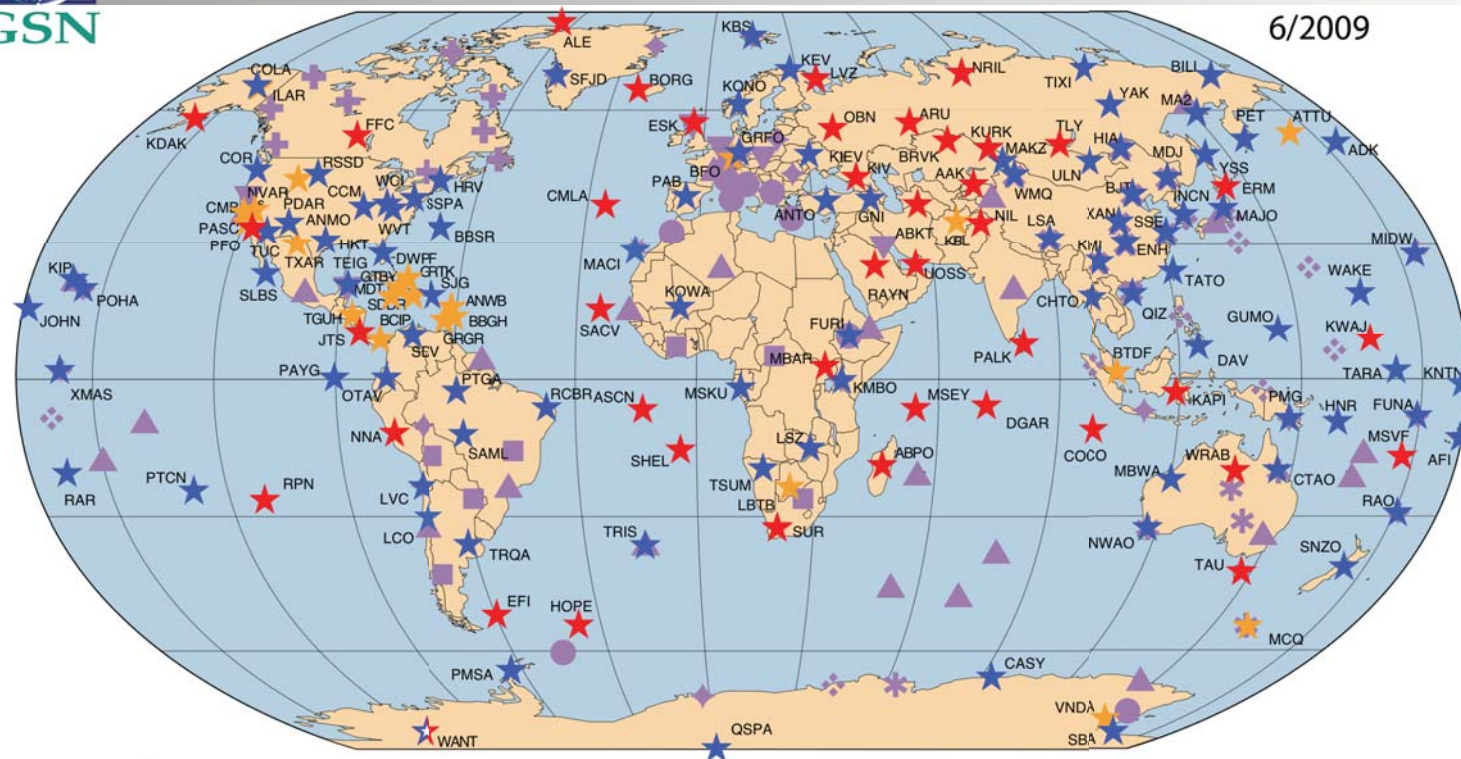 GSN
6/2009
KBS
ALE
COLA
ILAR
SFJD
BORG
KONO
KEV
LVZ
NRIL
TIXI
BILI
KDAK
FFC
ESK
GRFO
OBN
ARU
KURK
TLY
YAK
MA2
PET
ATTU
ADK
COR
RSSD
WCI
HRV
CMLA
PAB
BFO
KIEV
KIV
BRVK
MAKZ
HIA
MDJ
YSS
NVAR
PDAR
CCM
SSPA
ANTO
GNI
AAK
WMQ
ULN
BJT
INCN
ERM
CMB
PASC
PFO
TUC
ANMO
WVT
BBSR
ABKT
KBL
NIL
LSA
XAN
SSE
MAJO
TXAR
HKT
DWPF
MACI
RAYN
UOSS
KMI
ENH
TATO
MIDW
KIP
POHA
JOHN
SLBS
TEIG
GTBY
GRTK
MDT
SDDR
SJG
ANWB
BBGH
TGUH
BCIP
GRGR
JTS
SDV
SACV
KOWA
FURI
PALK
CHTO
QIZ
GUMO
DAV
WAKE
KWAJ
XMAS
PAYG
OTAV
PTGA
RCBR
ASCN
MSKU
MBAR
KMBO
MSEY
DGAR
BTDF
KAPI
PMG
HNR
TARA
KNTN
FUNA
RAR
PTCN
RPN
NNA
SAML
SHEL
LSZ
ABPO
COCO
MBWA
WRAB
CTAO
MSVF
AFI
LVC
TSUM
LBTB
SUR
RAO
LCO
TRQA
TRIS
NWAO
TAU
SNZO
EFI
HOPE
MCQ
PMSA
CASY
WANT
QSPA
VNDA
SBA